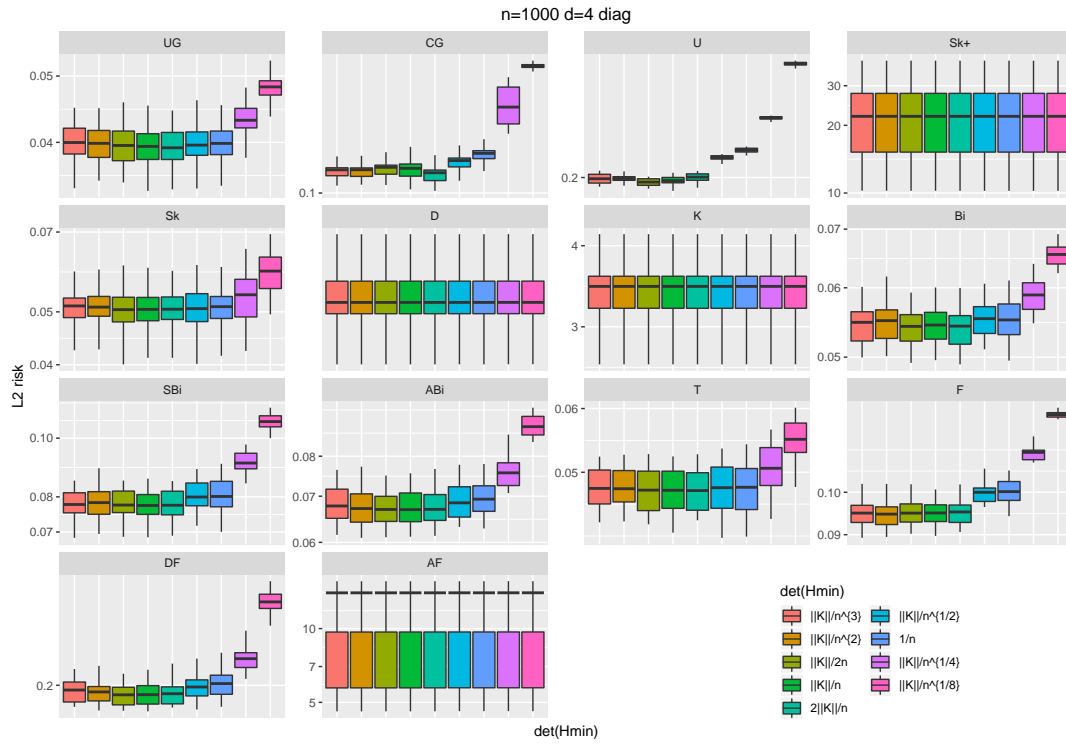 n=1000 d=4 diag
UG
CG
U
Sk+
0.05
0.04
0.1
0.2
30
20
10
Sk
D
K
Bi
0.07
0.05
0.04
4
3
0.07
0.06
0.05
SBi
ABi
T
F
0.10
0.08
0.07
0.08
0.07
0.06
0.06
0.05
0.10
0.09
DF
AF
0.2
10
7
5
L2 risk
det(Hmin)
det(Hmin)
||K||/n^{3}
||K||/n^{2}
||K||/2n
||K||/n
2||K||/n
||K||/n^{1/2}
1/n
||K||/n^{1/4}
||K||/n^{1/8}